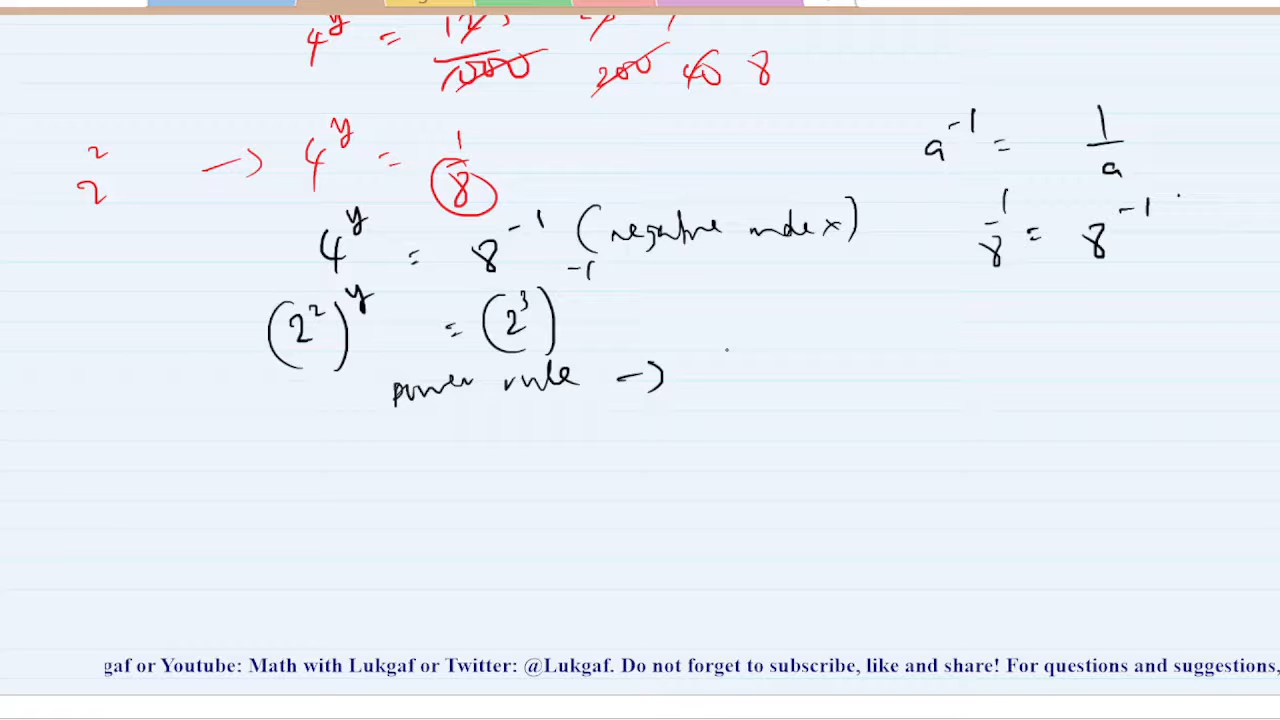 4^y = 125/1000 200 40 8
2^2 → 4^y = 1/8
a^-1 = 1/a
4^y = 8^-1 (negative index)
1/8 = 8^-1
(2^2)^y = (2^3)^-1
power rule →
gaf or Youtube: Math with Lukgaf or Twitter: @Lukgaf. Do not forget to subscribe, like and share! For questions and suggestions,